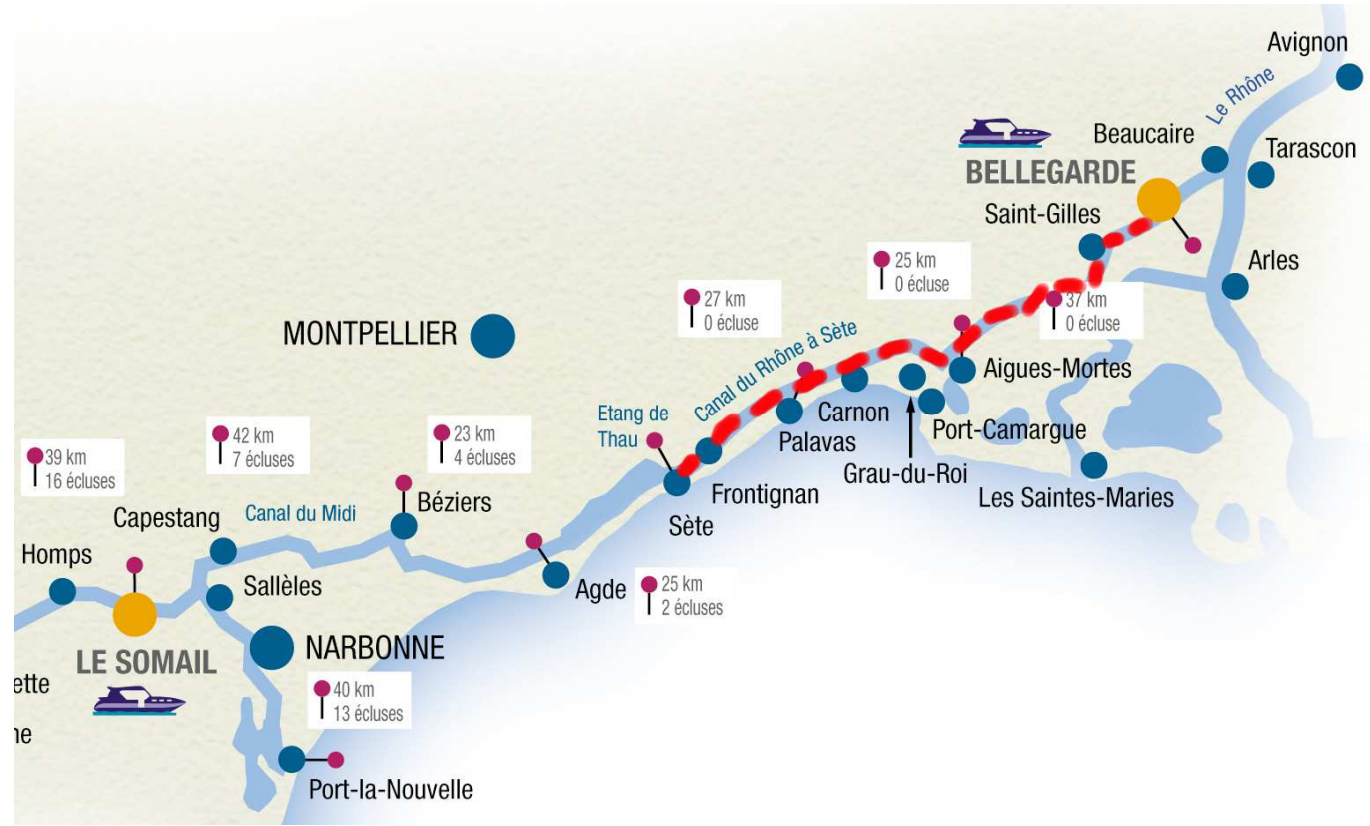 Avignon
Le Rhône
Beaucaire
Tarascon
BELLEGARDE
Saint-Gilles
Arles
25 km
0 écluse
27 km
0 écluse
37 km
0 écluse
MONTPELLIER
Canal du Rhône à Sète
Aigues-Mortes
Etang de
Thau
Carnon
Palavas
Port-Camargue
Grau-du-Roi
Frontignan
Les Saintes-Maries
Sète
42 km
7 écluses
23 km
4 écluses
39 km
16 écluses
Capestang
Canal du Midi
Béziers
Homps
Sallèles
Agde
25 km
2 écluses
LE SOMAIL
NARBONNE
ette
40 km
13 écluses
ne
Port-la-Nouvelle